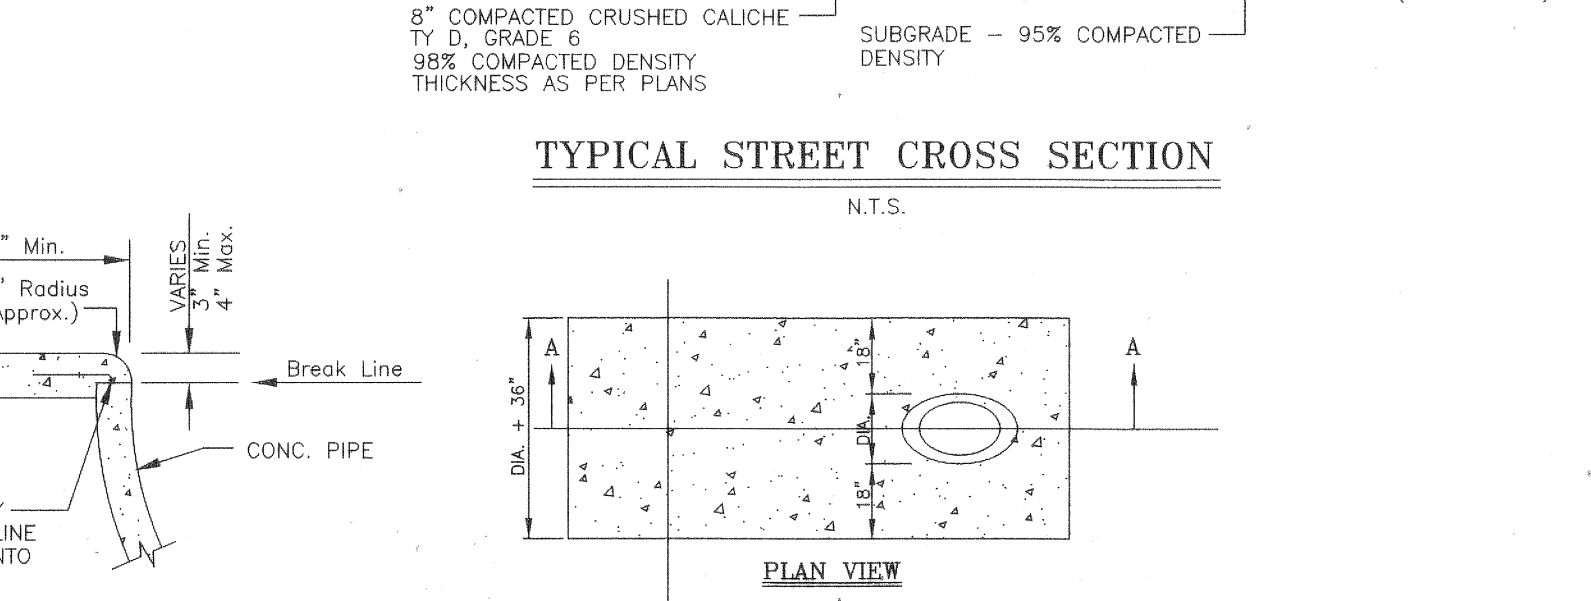 8" COMPACTED CRUSHED CALICHE
TY D, GRADE 6
98% COMPACTED DENSITY
THICKNESS AS PER PLANS
SUBGRADE - 95% COMPACTED
DENSITY
TYPICAL STREET CROSS SECTION
N.T.S.
" Min.
" Radius
Approx.)
VARIES
3" Min.
4" Max.
Break Line
CONC. PIPE
LINE
NTO
A
A
DIA. + 36"
18"
DIA.
18"
PLAN VIEW